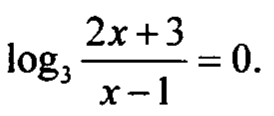 log₃ (2x + 3)/(x − 1) = 0.